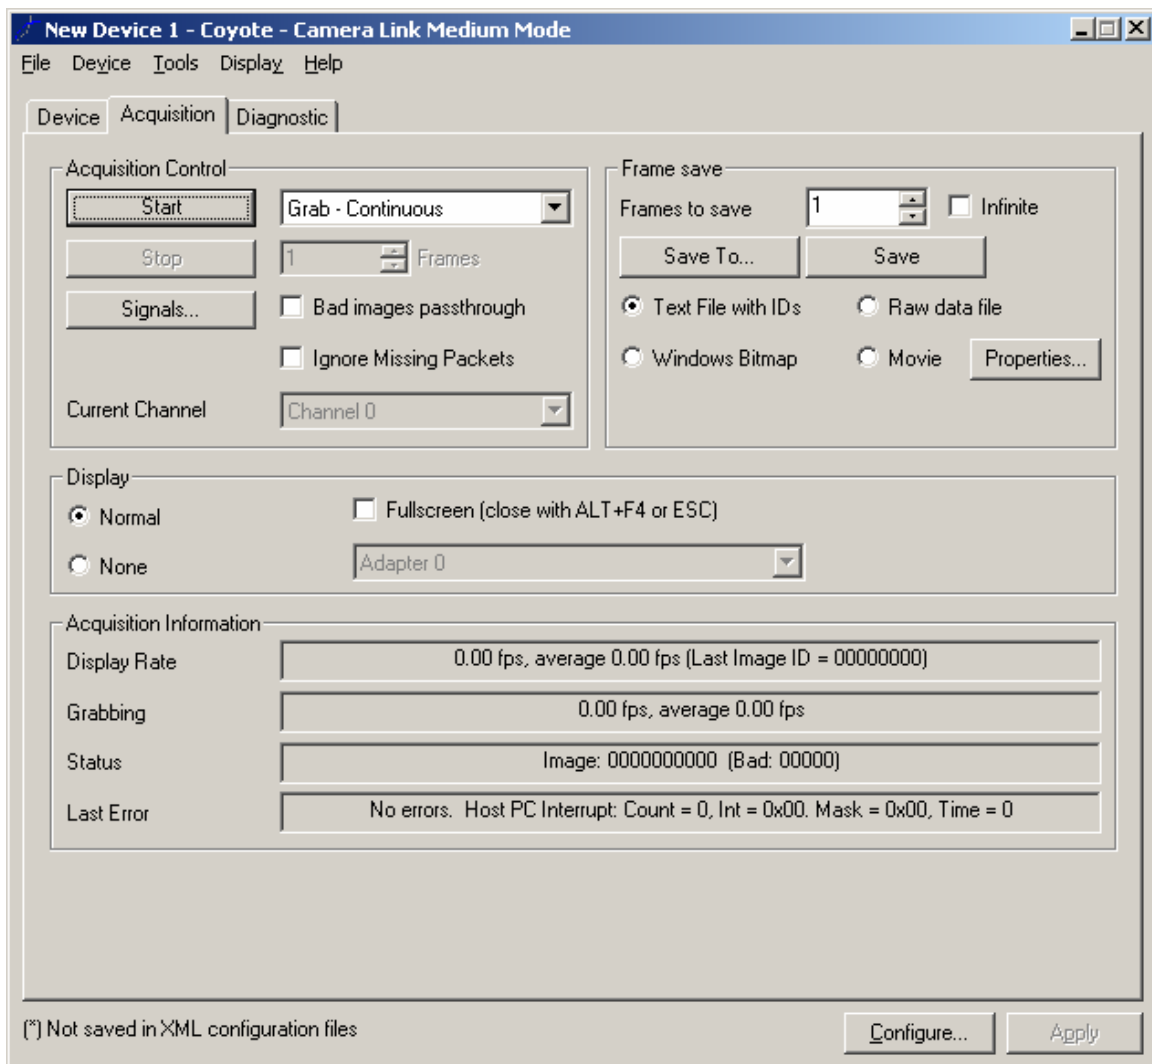 New Device 1 - Coyote - Camera Link Medium Mode
File Device Tools Display Help
Device Acquisition Diagnostic
Acquisition Control
Start Grab - Continuous
Stop 1 Frames
Signals... Bad images passthrough
Ignore Missing Packets
Current Channel Channel 0
Frame save
Frames to save 1 Infinite
Save To... Save
Text File with IDs Raw data file
Windows Bitmap Movie Properties...
Display
Normal Fullscreen (close with ALT+F4 or ESC)
None Adapter 0
Acquisition Information
Display Rate 0.00 fps, average 0.00 fps (Last Image ID = 00000000)
Grabbing 0.00 fps, average 0.00 fps
Status Image: 0000000000 (Bad: 00000)
Last Error No errors. Host PC Interrupt: Count = 0, Int = 0x00. Mask = 0x00, Time = 0
(*) Not saved in XML configuration files Configure... Apply